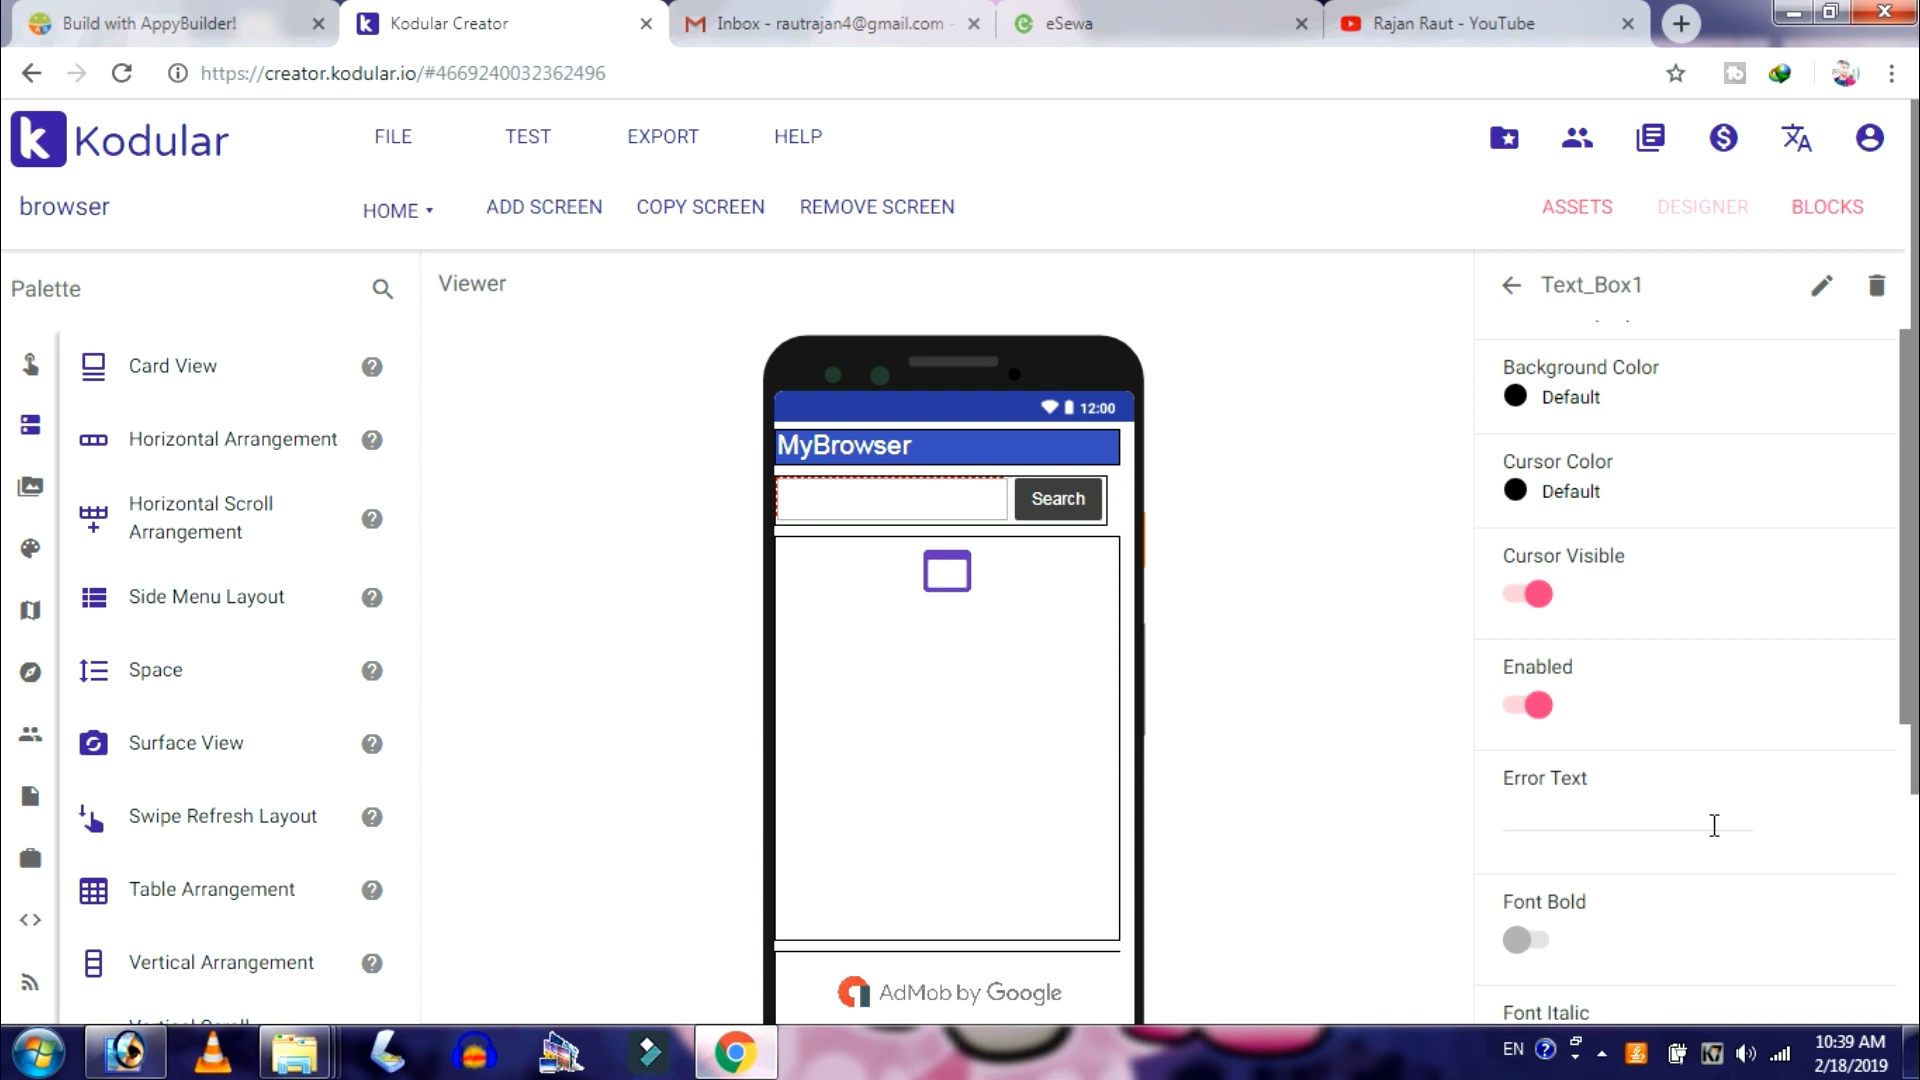 Build with AppyBuilder!
Kodular Creator
Inbox - rautrajan4@gmail.com -
eSewa
Rajan Raut - YouTube
https://creator.kodular.io/#4669240032362496
Kodular
FILE
TEST
EXPORT
HELP
browser
HOME
ADD SCREEN
COPY SCREEN
REMOVE SCREEN
ASSETS
DESIGNER
BLOCKS
Palette
Viewer
Text_Box1
Card View
Horizontal Arrangement
Horizontal Scroll
Arrangement
Side Menu Layout
Space
Surface View
Swipe Refresh Layout
Table Arrangement
Vertical Arrangement
Vertical Scroll
12:00
MyBrowser
Search
AdMob by Google
Background Color
Default
Cursor Color
Default
Cursor Visible
Enabled
Error Text
Font Bold
Font Italic
EN
10:39 AM
2/18/2019